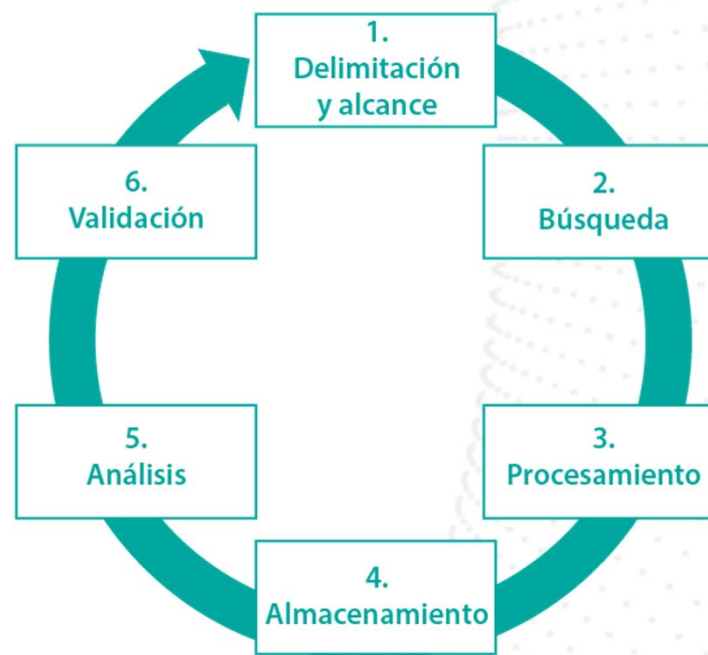 1.
Delimitación
y alcance
2.
Búsqueda
3.
Procesamiento
4.
Almacenamiento
5.
Análisis
6.
Validación